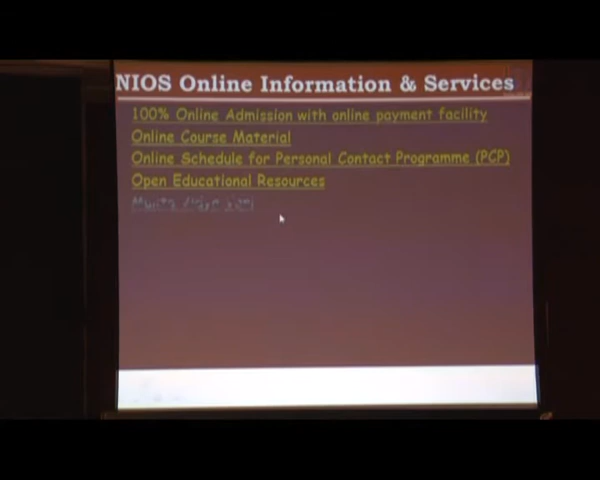 NIOS Online Information & Services
100% Online Admission with online payment facility
Online Course Material
Online Schedule for Personal Contact Programme (PCP)
Open Educational Resources